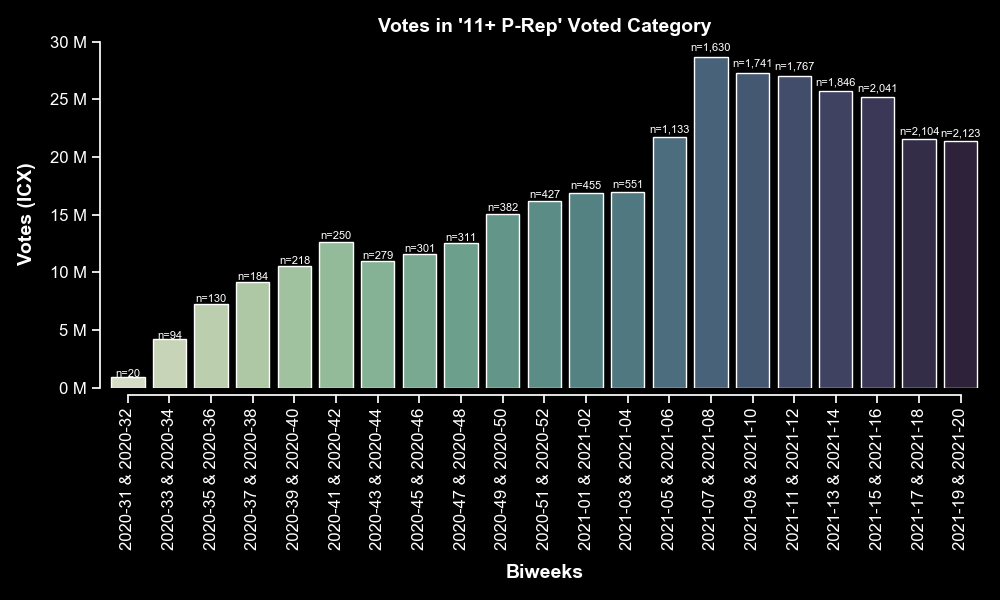 Votes in '11+ P-Rep' Voted Category
Votes (ICX)
30 M
25 M
20 M
15 M
10 M
5 M
0 M
n=20
n=94
n=130
n=184
n=218
n=250
n=279
n=301
n=311
n=382
n=427
n=455
n=551
n=1,133
n=1,630
n=1,741
n=1,767
n=1,846
n=2,041
n=2,104
n=2,123
2020-31 & 2020-32
2020-33 & 2020-34
2020-35 & 2020-36
2020-37 & 2020-38
2020-39 & 2020-40
2020-41 & 2020-42
2020-43 & 2020-44
2020-45 & 2020-46
2020-47 & 2020-48
2020-49 & 2020-50
2020-51 & 2020-52
2021-01 & 2021-02
2021-03 & 2021-04
2021-05 & 2021-06
2021-07 & 2021-08
2021-09 & 2021-10
2021-11 & 2021-12
2021-13 & 2021-14
2021-15 & 2021-16
2021-17 & 2021-18
2021-19 & 2021-20
Biweeks